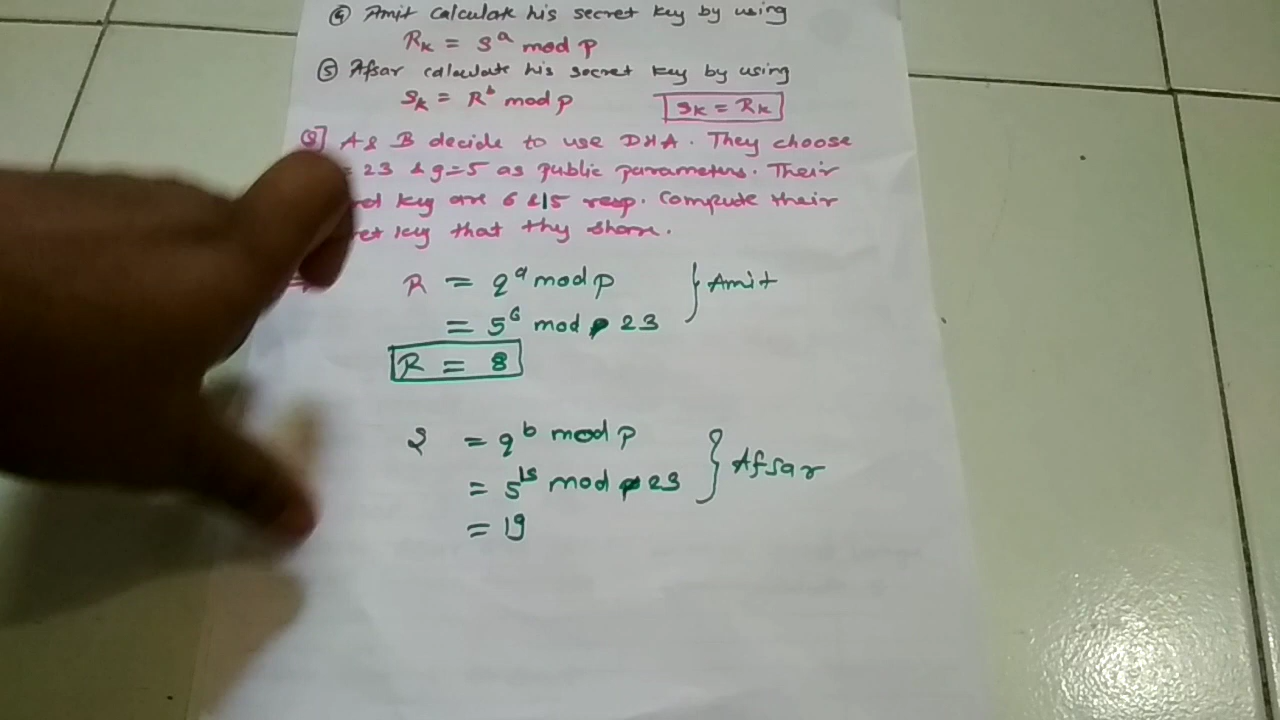 ④ Amit Calculate his secret key by using
Rk = S^a mod p
⑤ Afsar calculate his secret key by using
Sk = R^b mod p Sk = Rk
Q] A & B decide to use DHA. They choose
= 23 & g=5 as public parameters. Their
key are 6 & 15 resp. Compute their
key that thy share.
R = g^a mod p } Amit
= 5^6 mod 23
R = 8
S = g^b mod p
= 5^15 mod 23 } Afsar
= 19